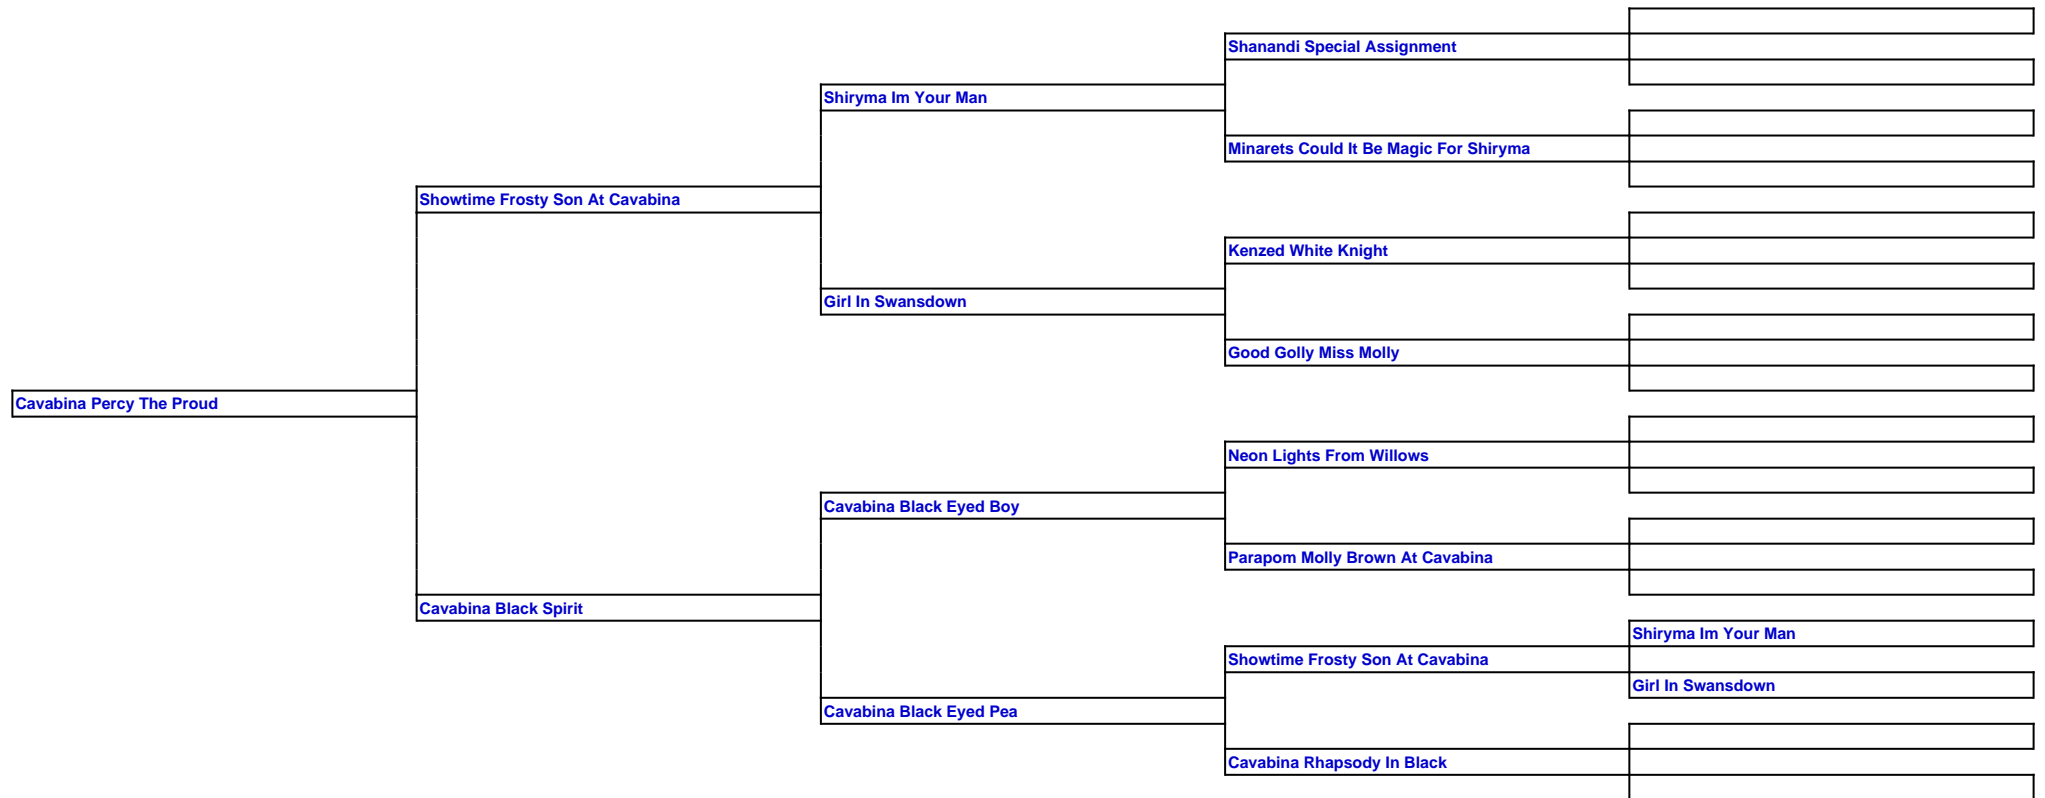 Shanandi Special Assignment
Shiryma Im Your Man
Minarets Could It Be Magic For Shiryma
Showtime Frosty Son At Cavabina
Kenzed White Knight
Girl In Swansdown
Good Golly Miss Molly
Cavabina Percy The Proud
Neon Lights From Willows
Cavabina Black Eyed Boy
Parapom Molly Brown At Cavabina
Cavabina Black Spirit
Shiryma Im Your Man
Showtime Frosty Son At Cavabina
Girl In Swansdown
Cavabina Black Eyed Pea
Cavabina Rhapsody In Black